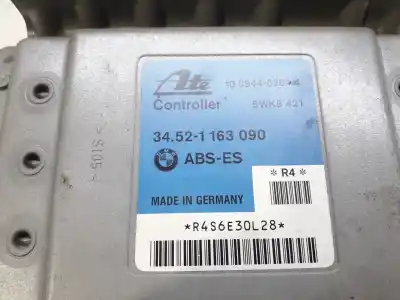 Ate
Controller
5WK8 421
34.52-1 163 090
ABS-ES
* R4 *
MADE IN GERMANY
*R4S6E30L28*